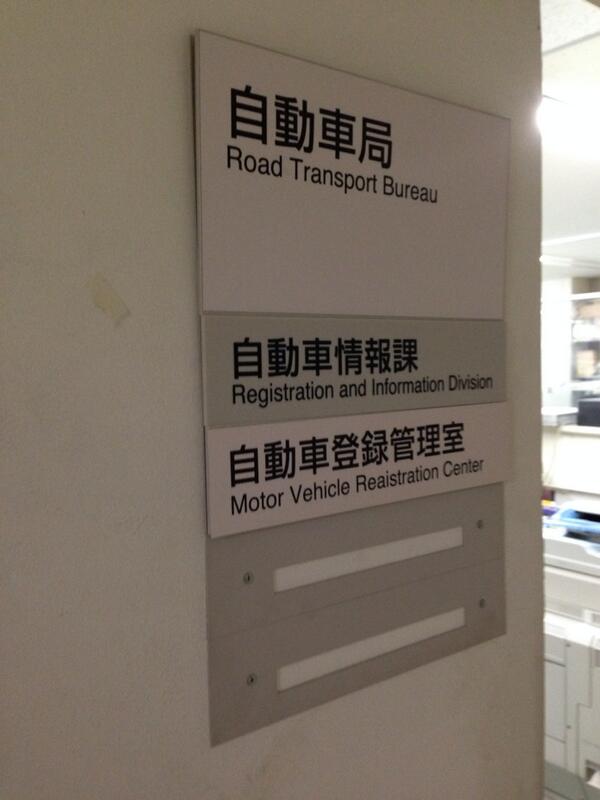 自動車局
Road Transport Bureau
自動車情報課
Registration and Information Division
自動車登録管理室
Motor Vehicle Reaistration Center